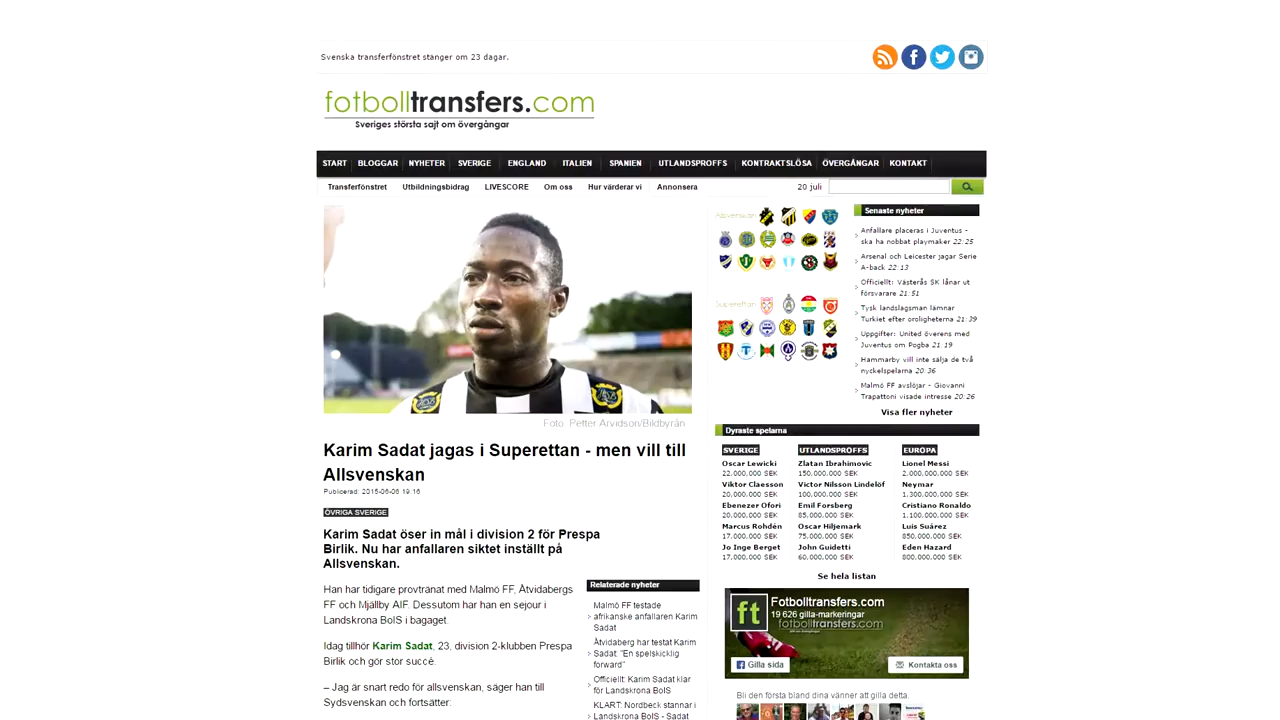 Svenska transferfönstret stänger om 23 dagar.
fotbolltransfers.com
Sveriges största sajt om övergångar
START BLOGGAR NYHETER SVERIGE ENGLAND ITALIEN SPANIEN UTLANDSPROFFS KONTRAKTSLÖSA ÖVERGÅNGAR KONTAKT
Transferfönstret Utbildningsbidrag LIVESCORE Om oss Hur värderar vi Annonsera 20 juli
Foto: Petter Arvidson/Bildbyrån
Karim Sadat jagas i Superettan - men vill till
Allsvenskan
Publicerad: 2015-06-06 19:16
ÖVRIGA SVERIGE
Karim Sadat öser in mål i division 2 för Prespa
Birlik. Nu har anfallaren siktet inställt på
Allsvenskan.
Han har tidigare provtränat med Malmö FF, Åtvidabergs
FF och Mjällby AIF. Dessutom har han en sejour i
Landskrona BoIS i bagaget.
Idag tillhör Karim Sadat, 23, division 2-klubben Prespa
Birlik och gör stor succé.
– Jag är snart redo för allsvenskan, säger han till
Sydsvenskan och fortsätter:
Relaterade nyheter
Malmö FF testade
afrikanske anfallaren Karim
Sadat
Åtvidaberg har testat Karim
Sadat: "En spelskicklig
forward"
Officiellt: Karim Sadat klar
för Landskrona BoIS
KLART: Nordbeck stannar i
Landskrona BoIS - Sadat
Allsvenskan
Superettan
Senaste nyheter
Anfallare placeras i Juventus -
ska ha nobbat playmaker 22:25
Arsenal och Leicester jagar Serie
A-back 22:13
Officiellt: Västerås SK lånar ut
försvarare 21:51
Tysk landslagsman lämnar
Turkiet efter oroligheterna 21:39
Uppgifter: United överens med
Juventus om Pogba 21:19
Hammarby vill inte sälja de två
nyckelspelarna 20:36
Malmö FF avslöjar - Giovanni
Trapattoni visade intresse 20:26
Visa fler nyheter
Dyraste spelarna
SVERIGE
Oscar Lewicki
22,000,000 SEK
Viktor Claesson
20,000,000 SEK
Ebenezer Ofori
20,000,000 SEK
Marcus Rohdén
17,000,000 SEK
Jo Inge Berget
17,000,000 SEK
UTLANDSPROFFS
Zlatan Ibrahimovic
150,000,000 SEK
Victor Nilsson Lindelöf
100,000,000 SEK
Emil Forsberg
85,000,000 SEK
Oscar Hiljemark
75,000,000 SEK
John Guidetti
60,000,000 SEK
EUROPA
Lionel Messi
2,000,000,000 SEK
Neymar
1,300,000,000 SEK
Cristiano Ronaldo
1,100,000,000 SEK
Luis Suárez
850,000,000 SEK
Eden Hazard
800,000,000 SEK
Se hela listan
ft
Fotbolltransfers.com
19 626 gilla-markeringar
fotbolltransfers.com
Gilla sida
Kontakta oss
Bli den första bland dina vänner att gilla detta.